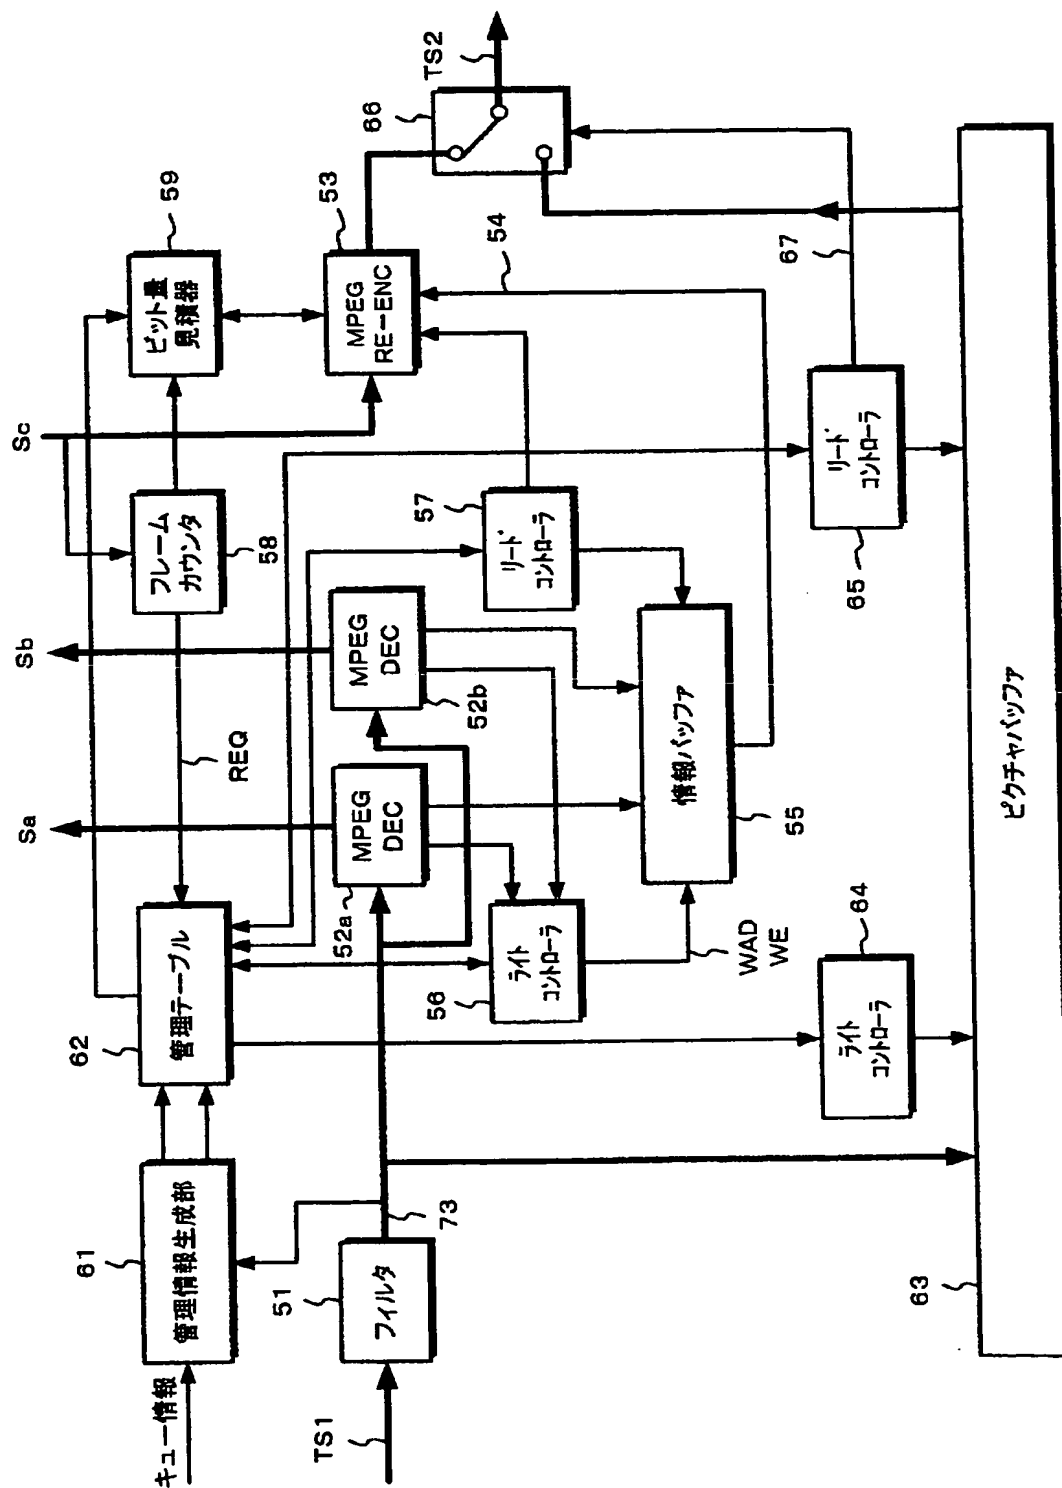 キュー情報
61
管理情報生成部
62
管理テーブル
REQ
フレーム
カウンタ
58
ビット量
見積器
59
TS1
51
フィルタ
73
Sa
Sb
Sc
MPEG
DEC
52a
MPEG
DEC
52b
MPEG
RE-ENC
53
54
66
TS2
56
ライト
コントローラ
57
リード
コントローラ
WAD
WE
情報バッファ
55
64
ライト
コントローラ
65
リード
コントローラ
67
63
ピクチャバッファ